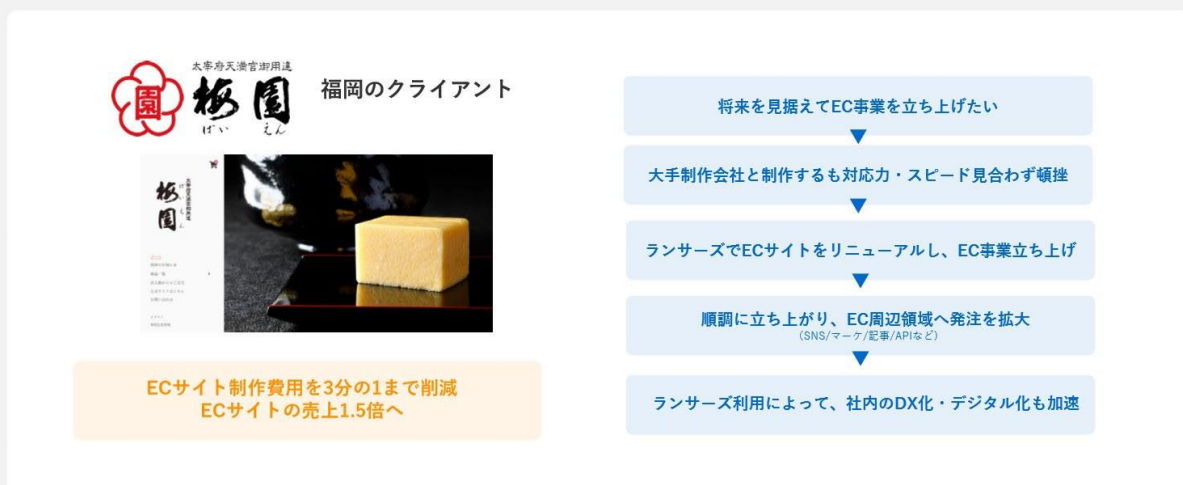 太宰府天満宮御用達
園
梅園
ばい えん
福岡のクライアント
梅園
ECサイト制作費用を3分の1まで削減
ECサイトの売上1.5倍へ
将来を見据えてEC事業を立ち上げたい
大手制作会社と制作するも対応力・スピード見合わず頓挫
ランサーズでECサイトをリニューアルし、EC事業立ち上げ
順調に立ち上がり、EC周辺領域へ発注を拡大
(SNS/マーケ/記事/APIなど)
ランサーズ利用によって、社内のDX化・デジタル化も加速